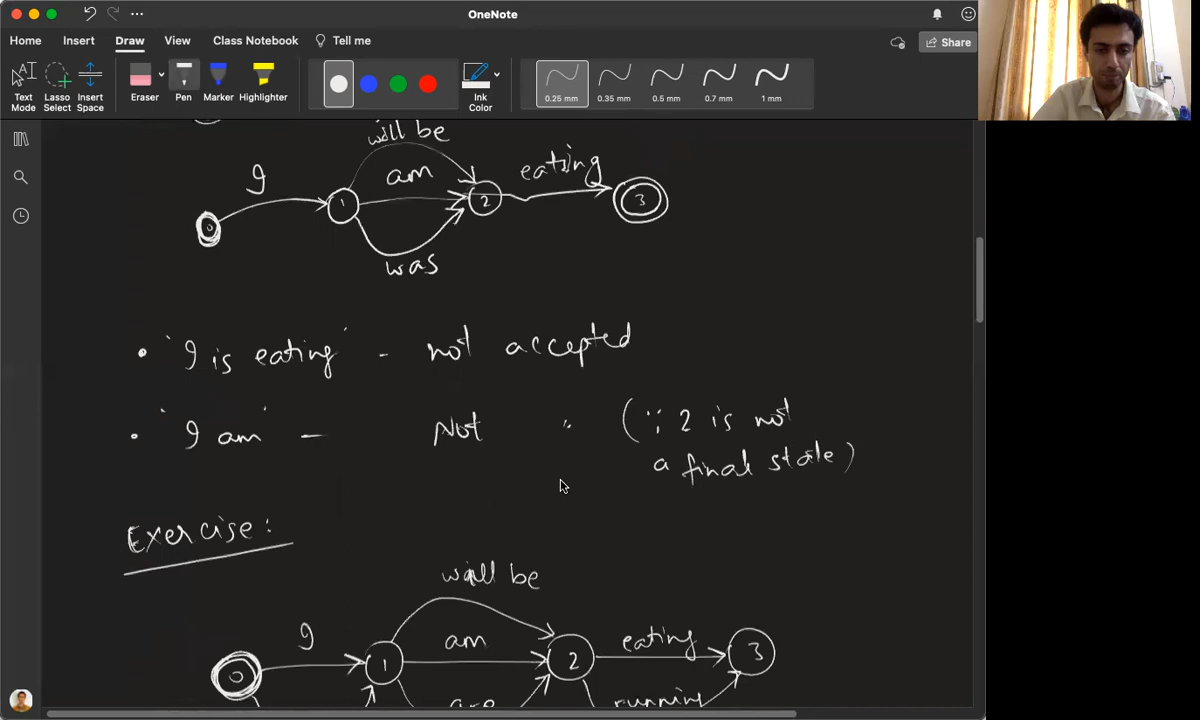 OneNote
Home Insert Draw View Class Notebook Tell me
Share
Text Mode
Lasso Select
Insert Space
Eraser
Pen
Marker
Highlighter
Ink Color
0.25 mm 0.35 mm 0.5 mm 0.7 mm 1 mm
will be
I am eating
0 1 2 3
was
• 'I is eating' - not accepted
• 'I am' - Not " (∵ 2 is not
a final state)
Exercise:
will be
I am eating
0 1 2 3
are running